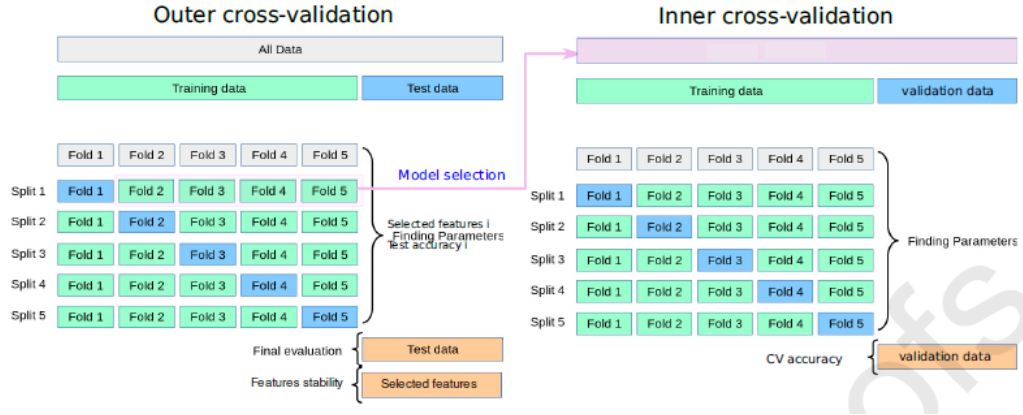 Outer cross-validation
All Data
Training data Test data
Fold 1 Fold 2 Fold 3 Fold 4 Fold 5
Split 1 Fold 1 Fold 2 Fold 3 Fold 4 Fold 5
Split 2 Fold 1 Fold 2 Fold 3 Fold 4 Fold 5
Split 3 Fold 1 Fold 2 Fold 3 Fold 4 Fold 5
Split 4 Fold 1 Fold 2 Fold 3 Fold 4 Fold 5
Split 5 Fold 1 Fold 2 Fold 3 Fold 4 Fold 5
Selected features i
Finding Parameters
Test accuracy i
Final evaluation Test data
Features stability Selected features
Model selection
Inner cross-validation
Training data validation data
Fold 1 Fold 2 Fold 3 Fold 4 Fold 5
Split 1 Fold 1 Fold 2 Fold 3 Fold 4 Fold 5
Split 2 Fold 1 Fold 2 Fold 3 Fold 4 Fold 5
Split 3 Fold 1 Fold 2 Fold 3 Fold 4 Fold 5
Split 4 Fold 1 Fold 2 Fold 3 Fold 4 Fold 5
Split 5 Fold 1 Fold 2 Fold 3 Fold 4 Fold 5
Finding Parameters
CV accuracy validation data